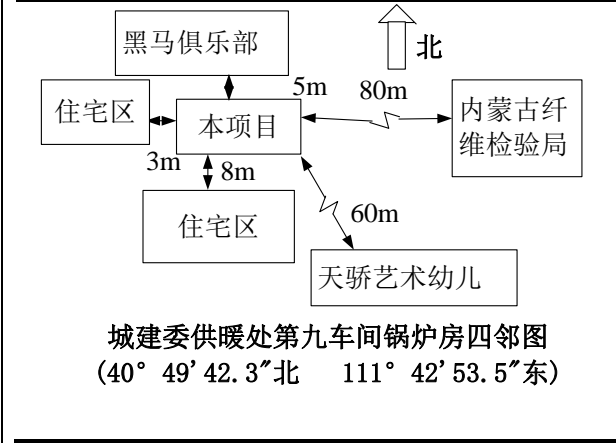 黑马俱乐部
北
5m
80m
住宅区
本项目
内蒙古纤
维检验局
3m
8m
60m
住宅区
天骄艺术幼儿
城建委供暖处第九车间锅炉房四邻图
(40° 49'42.3"北 111° 42'53.5"东)